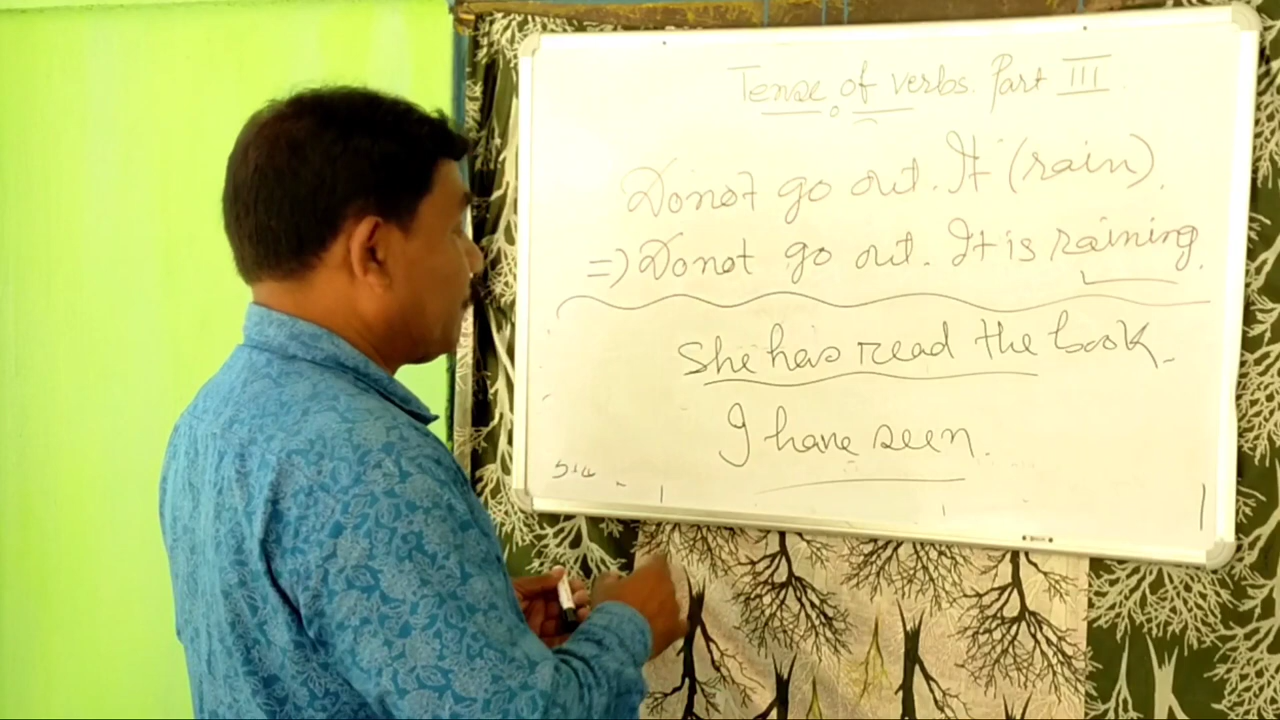 Tense of verbs. Part III
Donot go out. It (rain).
=) Donot go out. It is raining.
She has read the book.
I have seen.